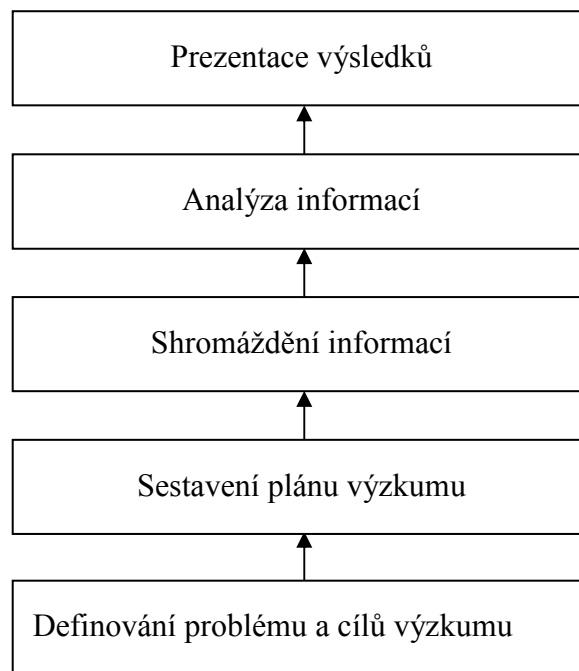 Prezentace výsledků
Analýza informací
Shromáždění informací
Sestavení plánu výzkumu
Definování problému a cílů výzkumu